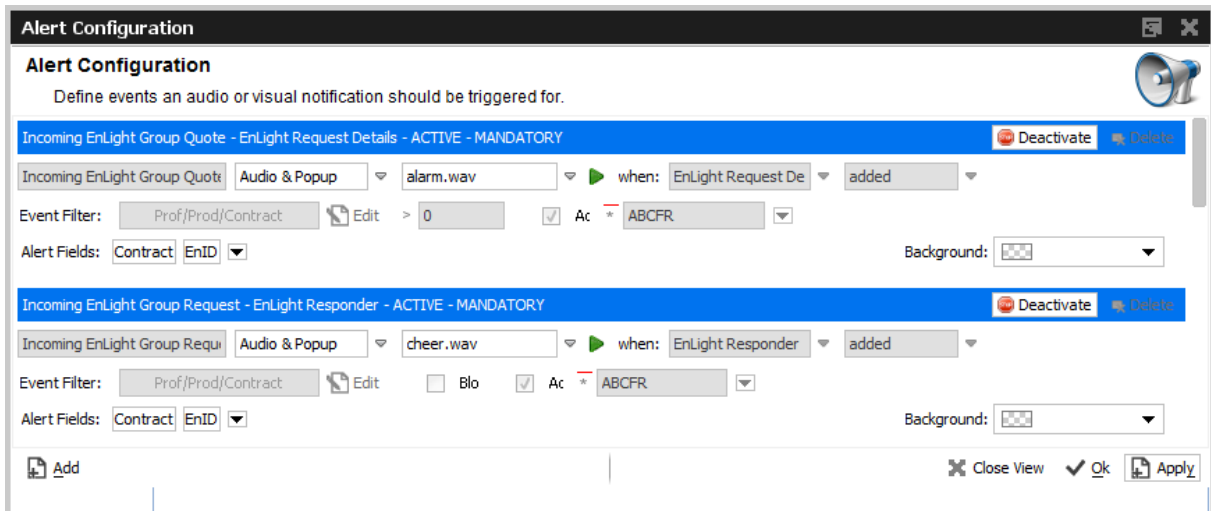 Alert Configuration
Alert Configuration
Define events an audio or visual notification should be triggered for.
Incoming EnLight Group Quote - EnLight Request Details - ACTIVE - MANDATORY Deactivate Delete
Incoming EnLight Group Quote Audio & Popup alarm.wav when: EnLight Request De added
Event Filter: Prof/Prod/Contract Edit > 0 Ac * ABCFR
Alert Fields: Contract EnID Background:
Incoming EnLight Group Request - EnLight Responder - ACTIVE - MANDATORY Deactivate Delete
Incoming EnLight Group Requ Audio & Popup cheer.wav when: EnLight Responder added
Event Filter: Prof/Prod/Contract Edit Blo Ac * ABCFR
Alert Fields: Contract EnID Background:
Add Close View Ok Apply